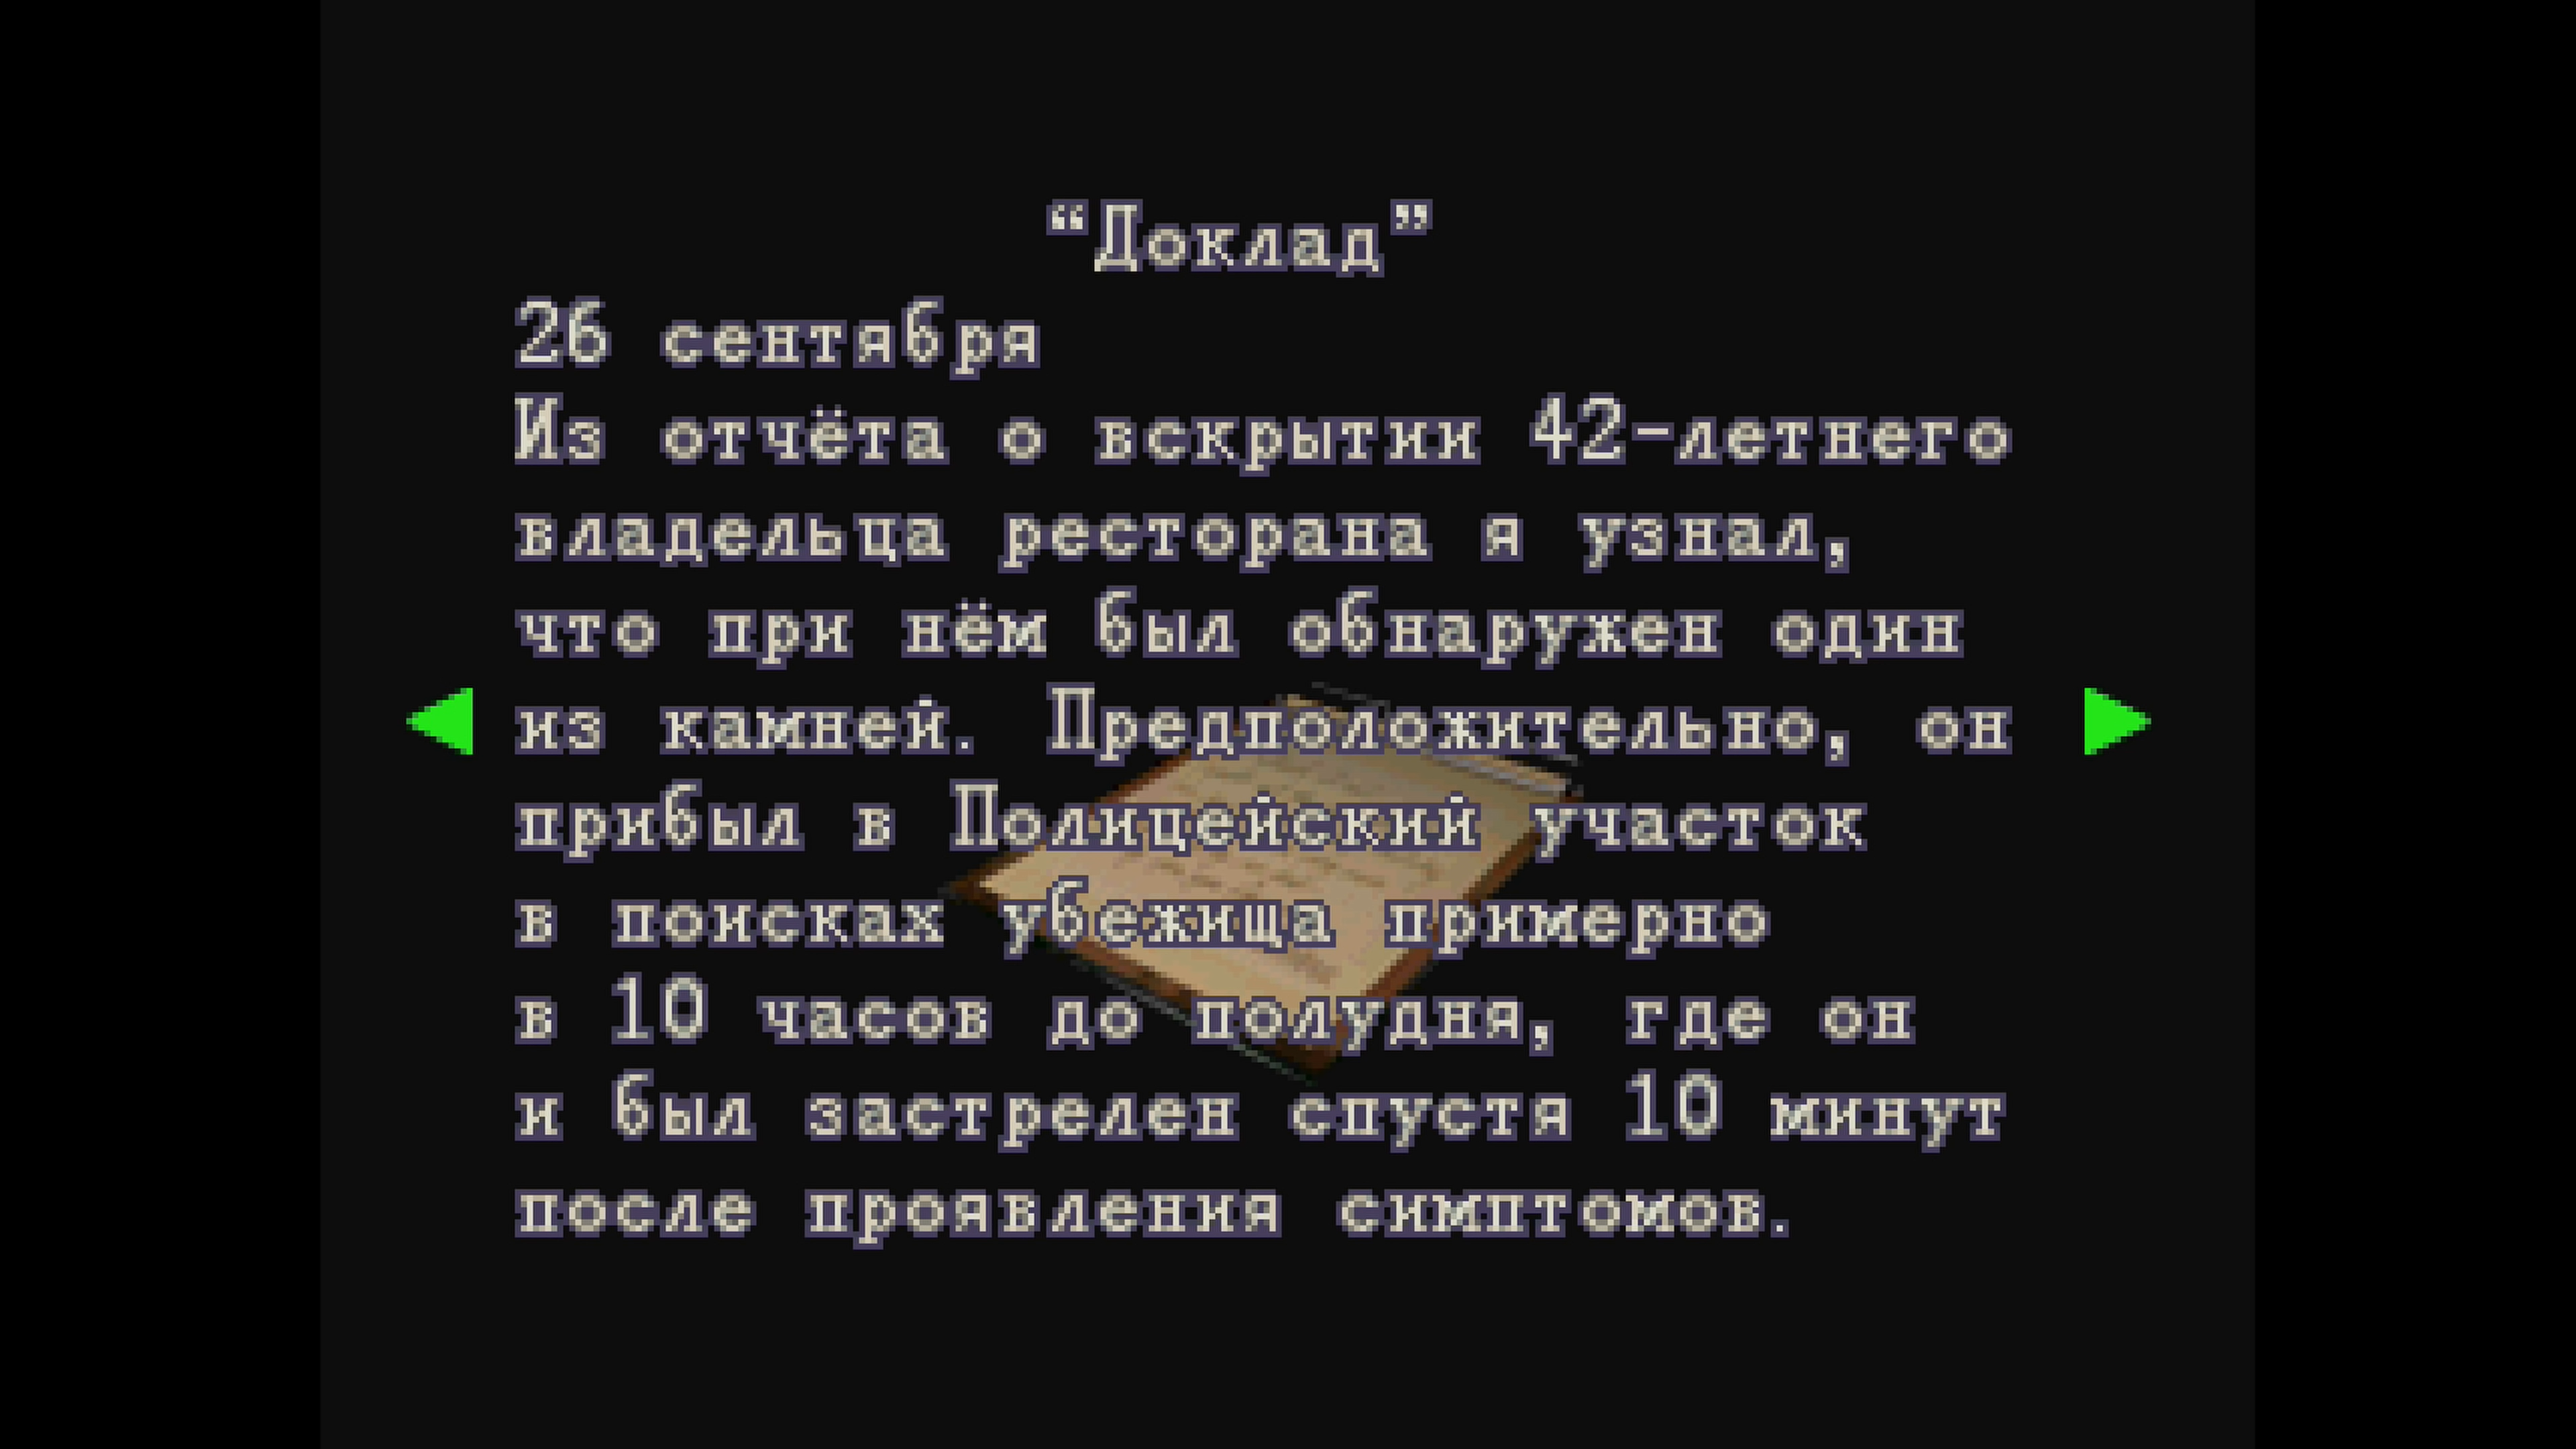 “Доклад”
26 сентября
Из отчёта о вскрытии 42-летнего
владельца ресторана я узнал,
что при нём был обнаружен один
из камней. Предположительно, он
прибыл в Полицейский участок
в поисках убежища примерно
в 10 часов до полудня, где он
и был застрелен спустя 10 минут
после проявления симптомов.